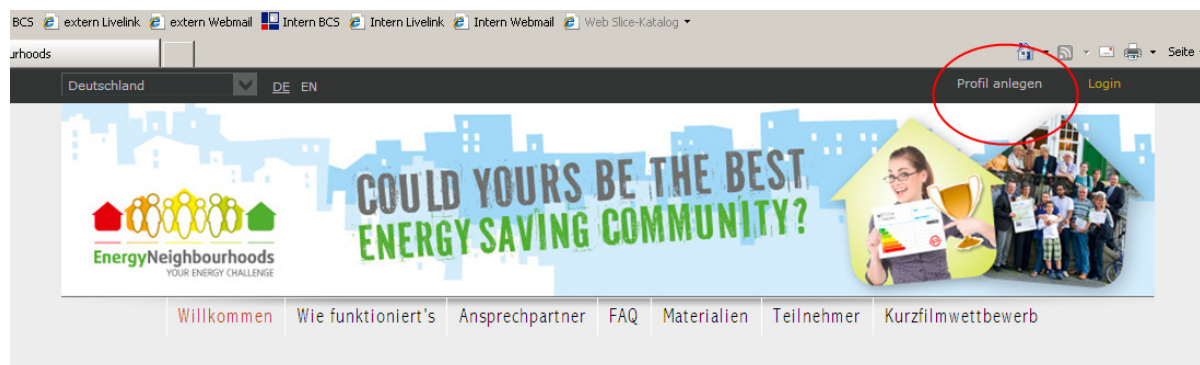 BCS extern Livelink extern Webmail Intern BCS Intern Livelink Intern Webmail Web Slice-Katalog
urhoods
Seite
Deutschland DE EN Profil anlegen Login
COULD YOURS BE THE BEST
ENERGY SAVING COMMUNITY?
EnergyNeighbourhoods
YOUR ENERGY CHALLENGE
Willkommen Wie funktioniert's Ansprechpartner FAQ Materialien Teilnehmer Kurzfilmwettbewerb